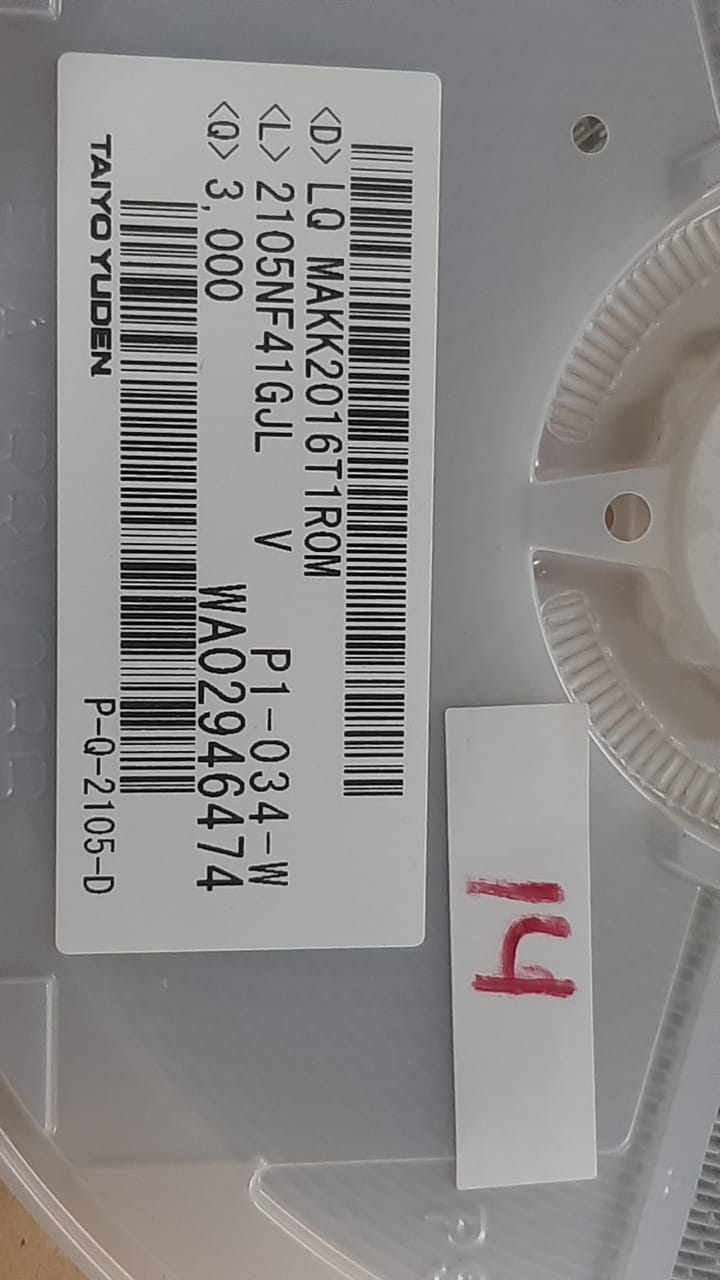 <D> LQ MAKK2016T1R0M
<L> 2105NF41GJL V P1-034-W
<Q> 3,000 WA02946474
TAIYO YUDEN P-Q-2105-D
14